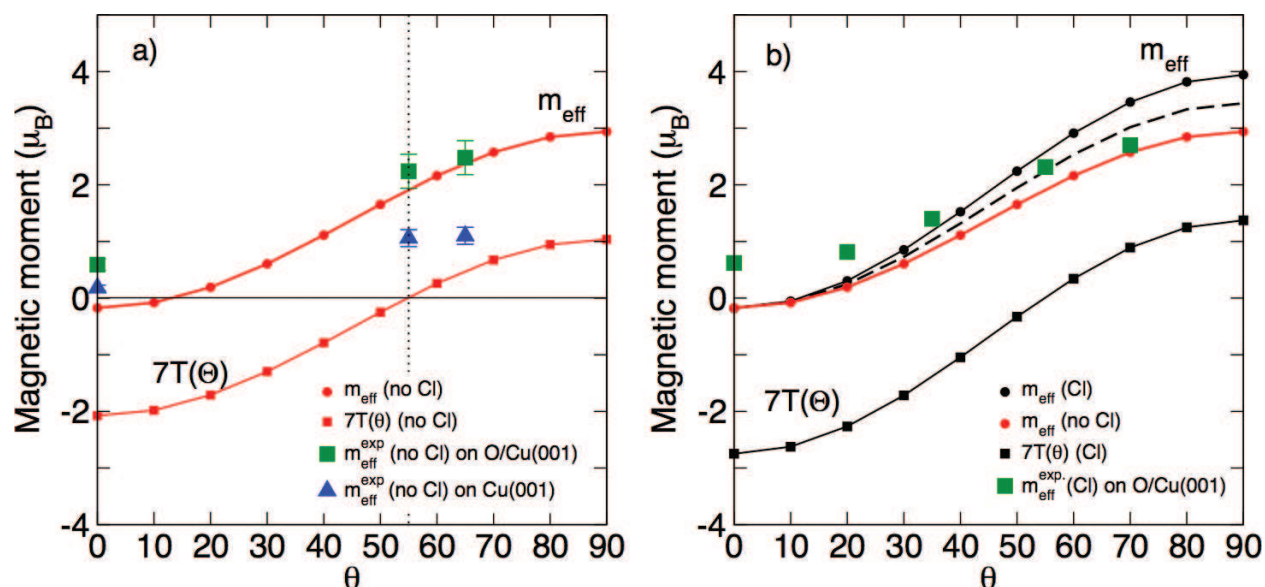 a)
m_eff
7T(Θ)
m_eff (no Cl)
7T(θ) (no Cl)
m_eff^exp (no Cl) on O/Cu(001)
m_eff^exp (no Cl) on Cu(001)
Magnetic moment (μ_B)
4
2
0
-2
-4
0 10 20 30 40 50 60 70 80 90
θ
b)
m_eff
7T(Θ)
m_eff (Cl)
m_eff (no Cl)
7T(θ) (Cl)
m_eff^exp. (Cl) on O/Cu(001)
Magnetic moment (μ_B)
4
2
0
-2
-4
0 10 20 30 40 50 60 70 80 90
θ